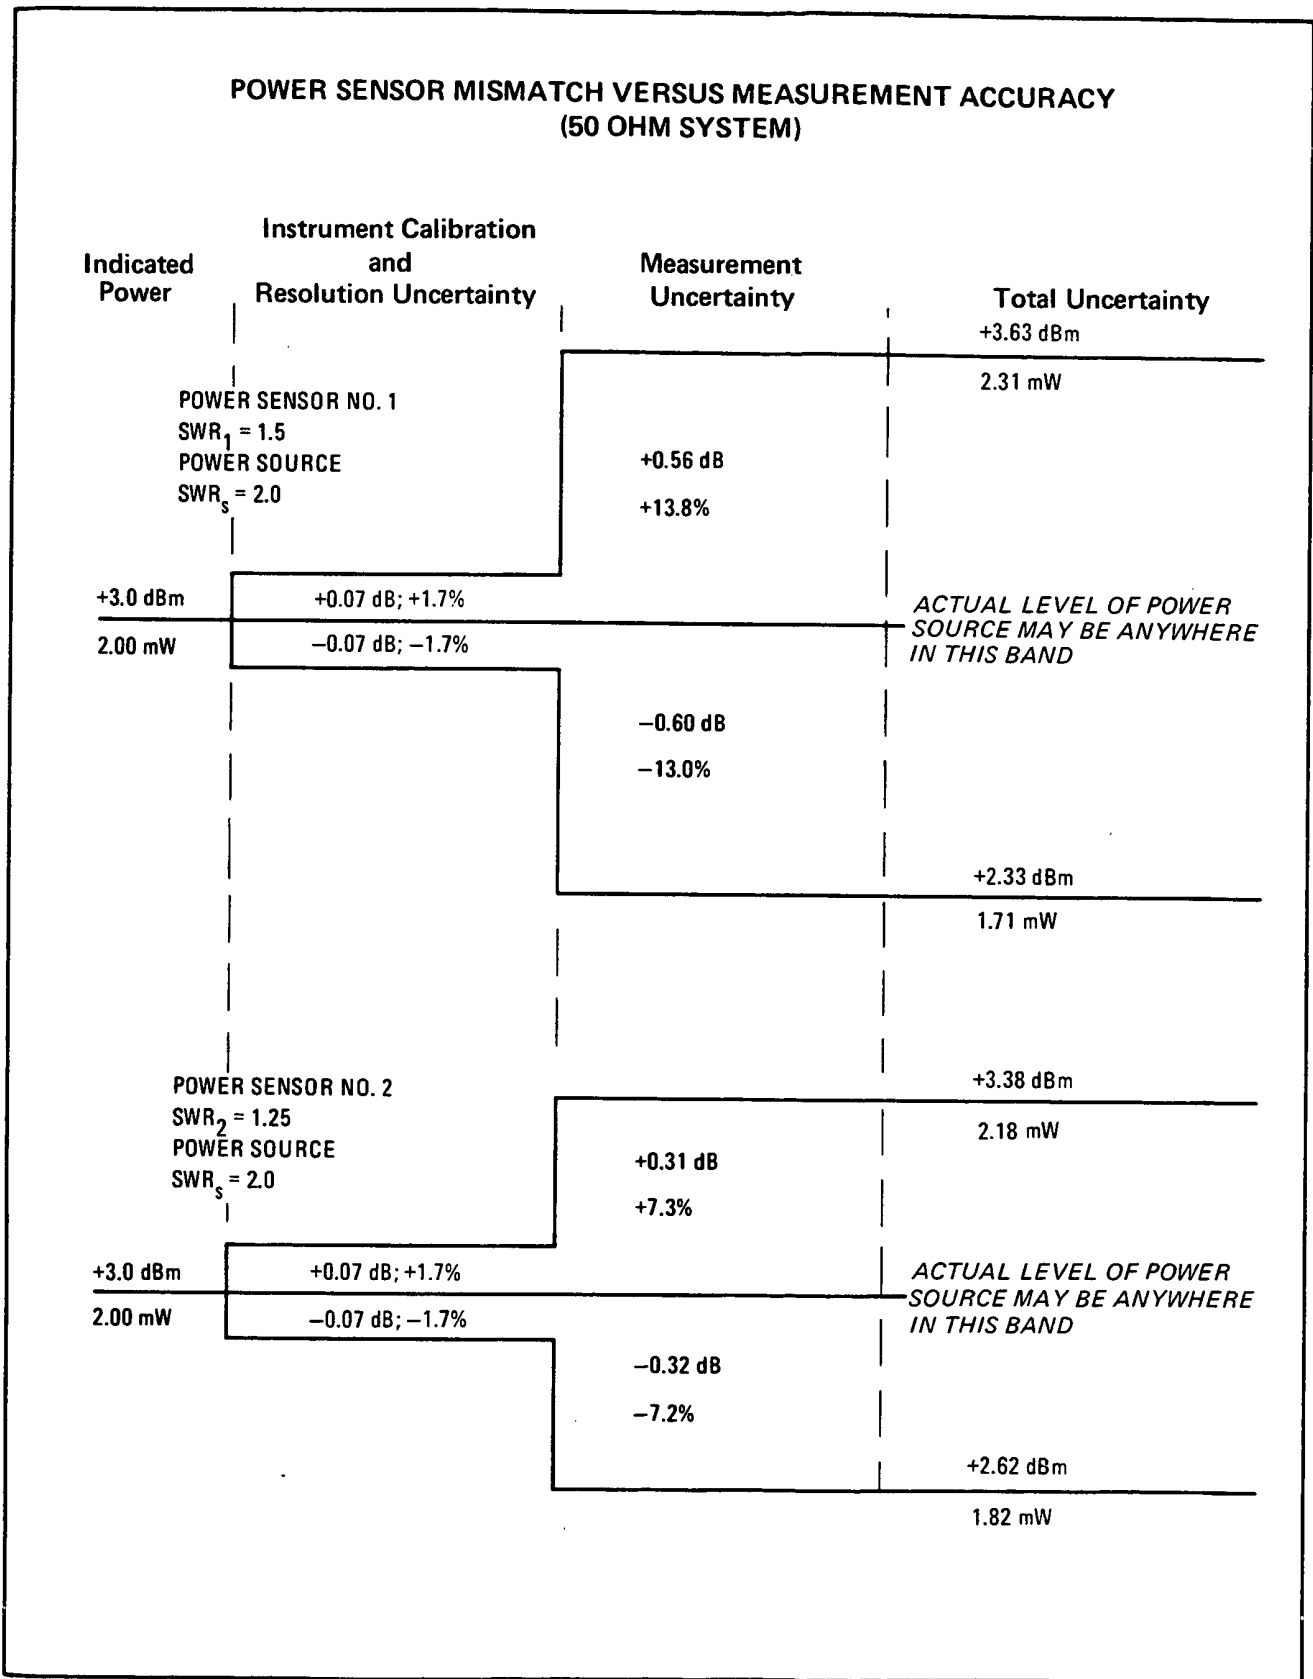 POWER SENSOR MISMATCH VERSUS MEASUREMENT ACCURACY
(50 OHM SYSTEM)
Indicated
Power
Instrument Calibration
and
Resolution Uncertainty
Measurement
Uncertainty
Total Uncertainty
+3.63 dBm
2.31 mW
POWER SENSOR NO. 1
SWR1 = 1.5
POWER SOURCE
SWRs = 2.0
+0.56 dB
+13.8%
+3.0 dBm
2.00 mW
+0.07 dB; +1.7%
−0.07 dB; −1.7%
ACTUAL LEVEL OF POWER
SOURCE MAY BE ANYWHERE
IN THIS BAND
−0.60 dB
−13.0%
+2.33 dBm
1.71 mW
POWER SENSOR NO. 2
SWR2 = 1.25
POWER SOURCE
SWRs = 2.0
+3.38 dBm
2.18 mW
+0.31 dB
+7.3%
+3.0 dBm
2.00 mW
+0.07 dB; +1.7%
−0.07 dB; −1.7%
ACTUAL LEVEL OF POWER
SOURCE MAY BE ANYWHERE
IN THIS BAND
−0.32 dB
−7.2%
+2.62 dBm
1.82 mW